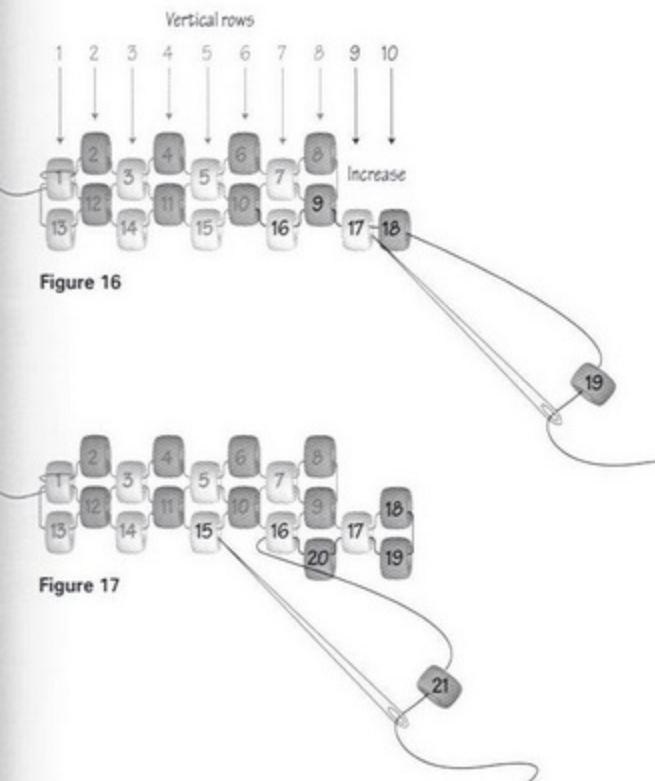 Vertical rows
1 2 3 4 5 6 7 8 9 10
2 4 6 8
1 3 5 7 Increase
12 11 10 9
13 14 15 16 17 18
Figure 16
19
2 4 6 8
1 3 5 7
12 11 10 9 18
13 14 15 16 17
20 19
Figure 17
21